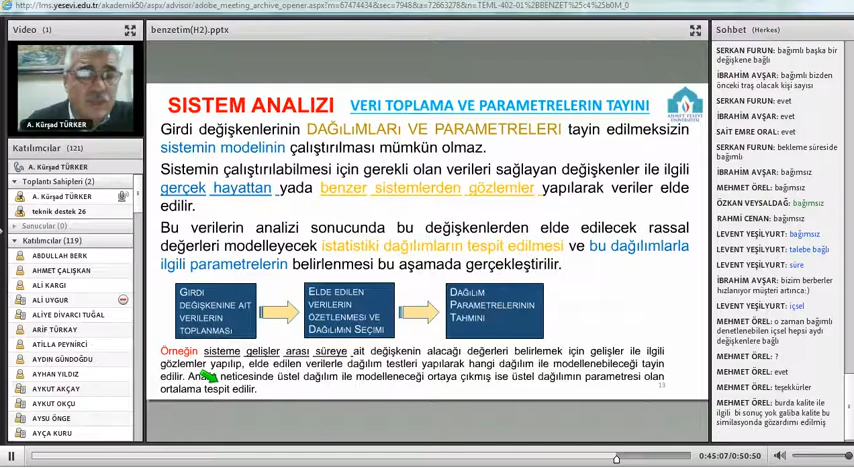 http://lms.yesevi.edu.tr/akademik50/aspx/advisor/adobe_meeting_archive_opener.aspx?m=67474434&sec=7948&a=72663278&n=TEML-402-01%2BBENZET%25c4%25b0M_0
Video (1)
A. Kürşad TÜRKER
Katılımcılar (121)
A. Kürşad TÜRKER
Toplantı Sahipleri (2)
A. Kürşad TÜRKER
teknik destek 26
Sunucular (0)
Katılımcılar (119)
ABDULLAH BERK
AHMET ÇALIŞKAN
ALİ KARGI
ALİ UYGUR
ALİYE DİVARCI TUĞAL
ARİF TÜRKAY
ATİLLA PEYNİRCİ
AYDIN GÜNDOĞDU
AYHAN YILDIZ
AYKUT AKÇAY
AYKUT OKÇU
AYSU ÖNGE
AYÇA KURU
benzetim(H2).pptx
SISTEM ANALIZI VERI TOPLAMA VE PARAMETRELERIN TAYINI
Girdi değişkenlerinin DAĞıLıMLARı VE PARAMETRELERI tayin edilmeksizin
sistemin modelinin çalıştırılması mümkün olmaz.
Sistemin çalıştırılabilmesi için gerekli olan verileri sağlayan değişkenler ile ilgili
gerçek hayattan yada benzer sistemlerden gözlemler yapılarak veriler elde
edilir.
Bu verilerin analizi sonucunda bu değişkenlerden elde edilecek rassal
değerleri modelleyecek istatistiki dağılımların tespit edilmesi ve bu dağılımlarla
ilgili parametrelerin belirlenmesi bu aşamada gerçekleştirilir.
GIRDI
DEĞIŞKENINE AIT
VERILERIN
TOPLANMASI
ELDE EDILEN
VERILERIN
ÖZETLENMESI VE
DAĞıLıMıN SEÇIMI
DAĞıLıM
PARAMETRELERININ
TAHMINI
Örneğin sisteme gelişler arası süreye ait değişkenin alacağı değerleri belirlemek için gelişler ile ilgili
gözlemler yapılıp, elde edilen verilerle dağılım testleri yapılarak hangi dağılım ile modellenebileceği tayin
edilir. neticesinde üstel dağılım ile modelleneceği ortaya çıkmış ise üstel dağılımın parametresi olan
ortalama tespit edilir.
13
Sohbet (Herkes)
SERKAN FURUN: bağımlı başka bir
değişkene bağlı
İBRAHİM AVŞAR: bağımlı bizden
önceki traş olacak kişi sayısı
SERKAN FURUN: evet
İBRAHİM AVŞAR: evet
SAİT EMRE ORAL: evet
SERKAN FURUN: bekleme süreside
bağımlı
İBRAHİM AVŞAR: bağımsız
MEHMET ÖREL: bağımsız
ÖZKAN VEYSALDAĞ: bağımsız
RAHMİ CENAN: bağımsız
LEVENT YEŞİLYURT: bağımsız
LEVENT YEŞİLYURT: talebe bağlı
LEVENT YEŞİLYURT: süre
İBRAHİM AVŞAR: bizim berberler
hızlanıyor müşteri artınca:)
LEVENT YEŞİLYURT: içsel
MEHMET ÖREL: o zaman bağımlı
denetlenebilen içsel hepsi aydı
değişkenlere bağlı
MEHMET ÖREL: ?
MEHMET ÖREL: evet
MEHMET ÖREL: teşekkürler
MEHMET ÖREL: burda kalite ile
ilgili bi sonuç yok galiba kalite bu
similasyonda gözardımı edilmiş
0:45:07/0:50:50